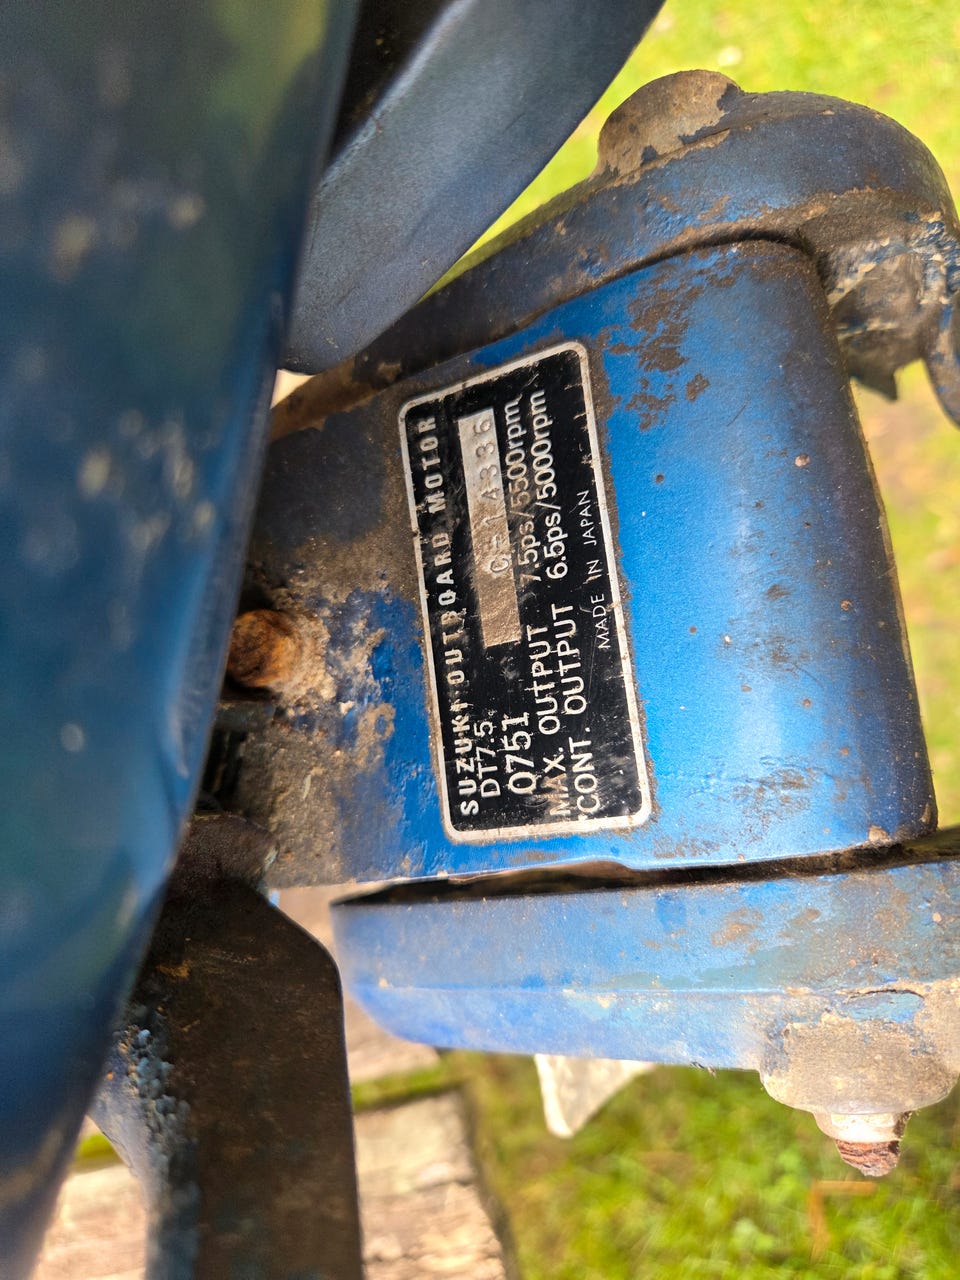 SUZUKI OUTBOARD MOTOR
DT7.5
0751
MAX. OUTPUT 7.5ps/5500rpm
CONT. OUTPUT 6.5ps/5000rpm
MADE IN JAPAN